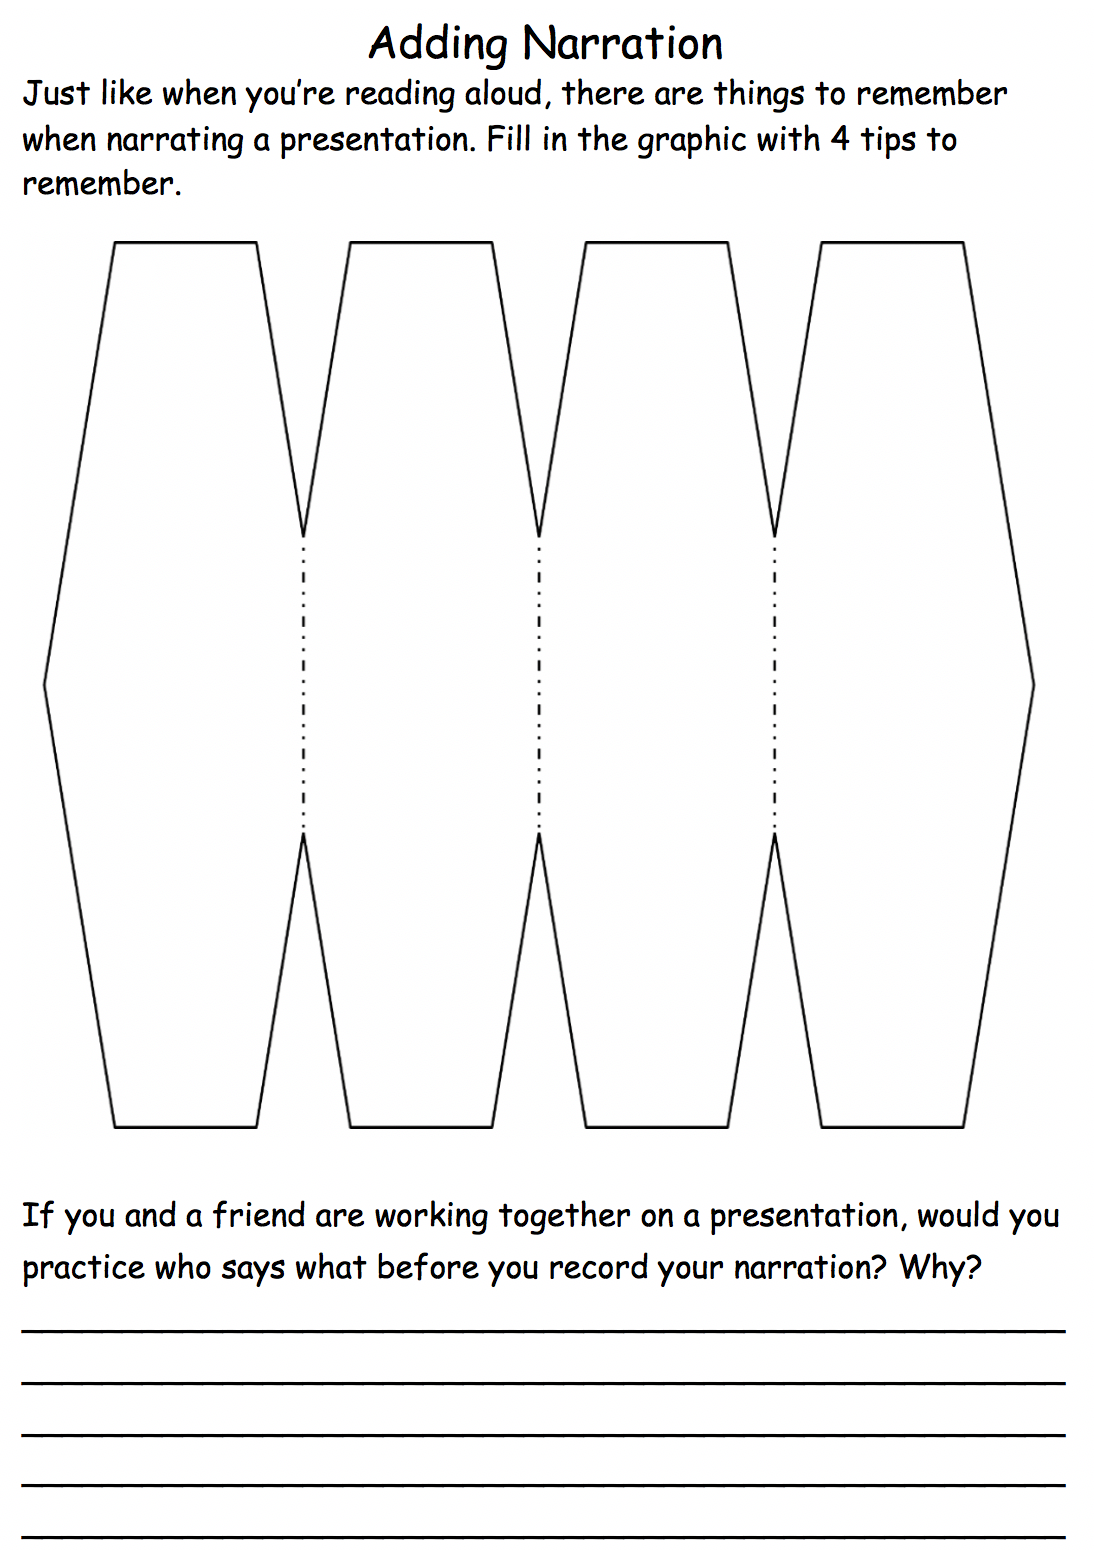 Adding Narration
Just like when you’re reading aloud, there are things to remember
when narrating a presentation. Fill in the graphic with 4 tips to
remember.
If you and a friend are working together on a presentation, would you
practice who says what before you record your narration? Why?